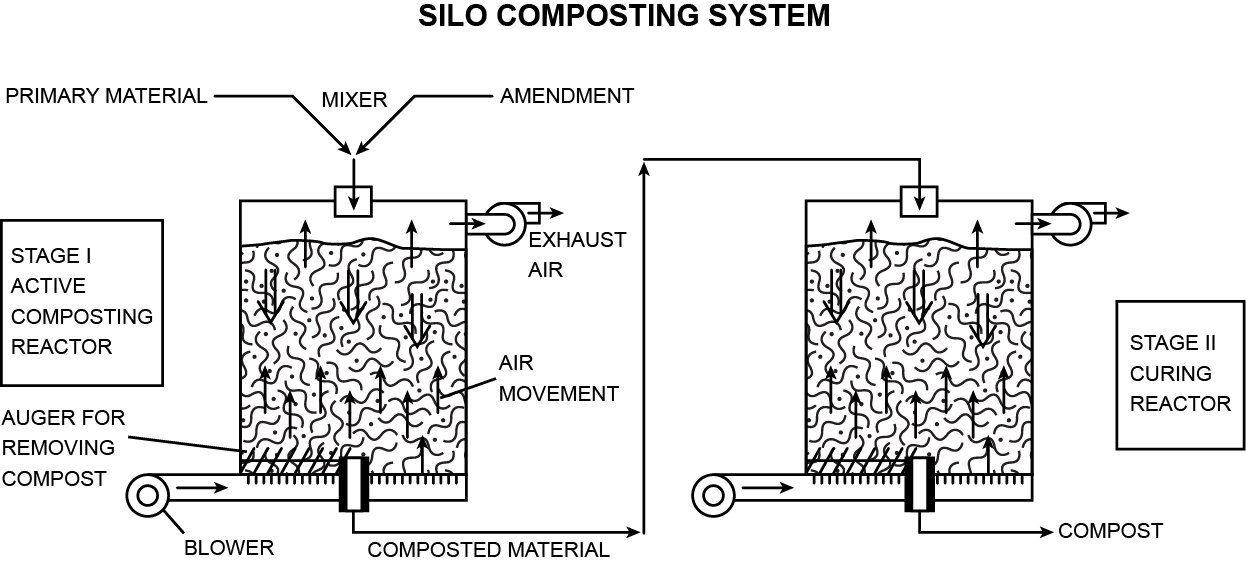 SILO COMPOSTING SYSTEM
PRIMARY MATERIAL
MIXER
AMENDMENT
STAGE I
ACTIVE
COMPOSTING
REACTOR
EXHAUST
AIR
AIR
MOVEMENT
AUGER FOR
REMOVING
COMPOST
BLOWER
COMPOSTED MATERIAL
STAGE II
CURING
REACTOR
COMPOST